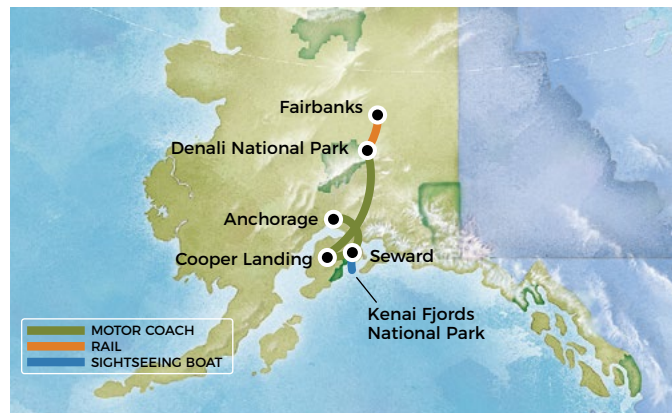 Fairbanks
Denali National Park
Anchorage
Cooper Landing
Seward
Kenai Fjords
National Park
MOTOR COACH
RAIL
SIGHTSEEING BOAT